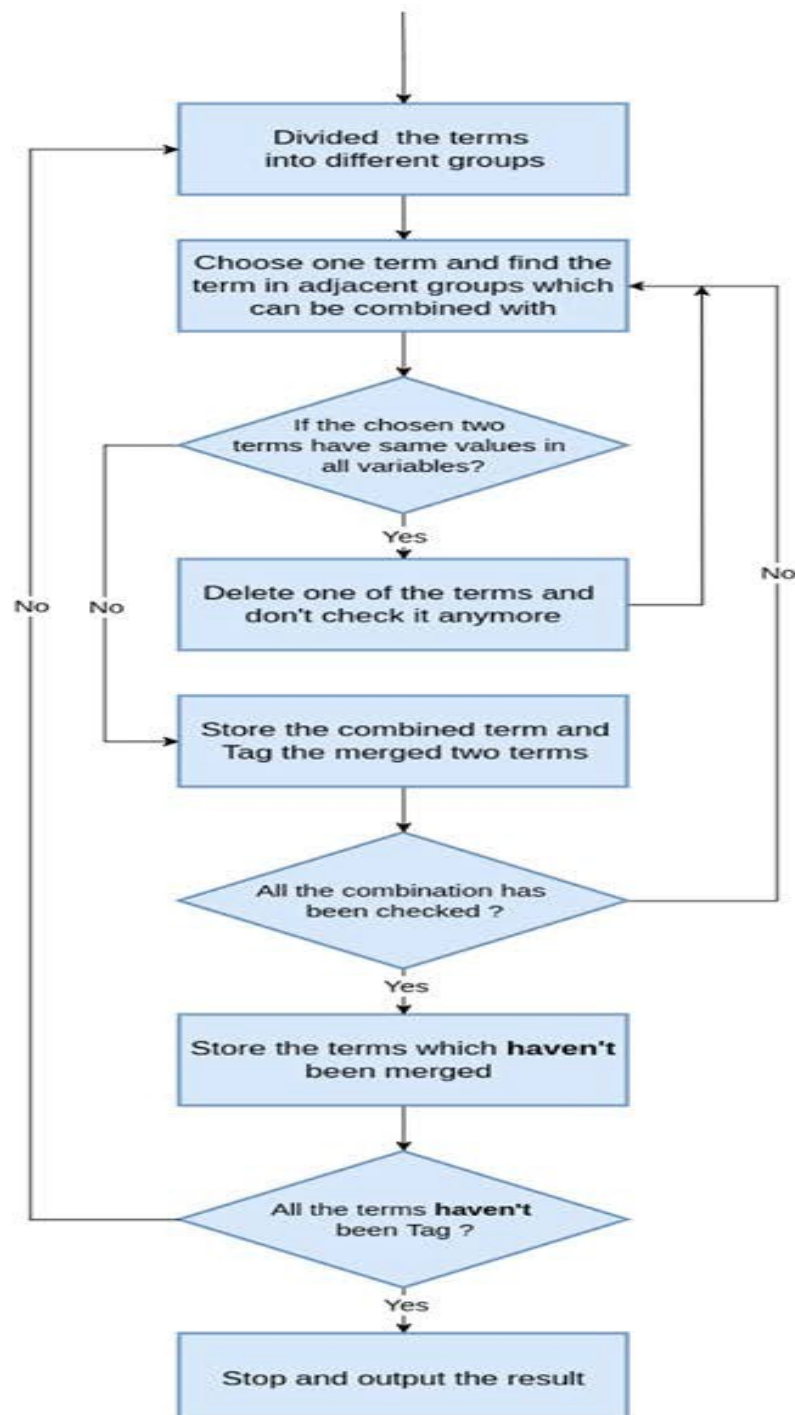 Divided the terms
into different groups
Choose one term and find the
term in adjacent groups which
can be combined with
If the chosen two
terms have same values in
all variables?
Yes
Delete one of the terms and
don't check it anymore
No
No
No
Store the combined term and
Tag the merged two terms
All the combination has
been checked ?
Yes
Store the terms which haven't
been merged
All the terms haven't
been Tag ?
Yes
Stop and output the result